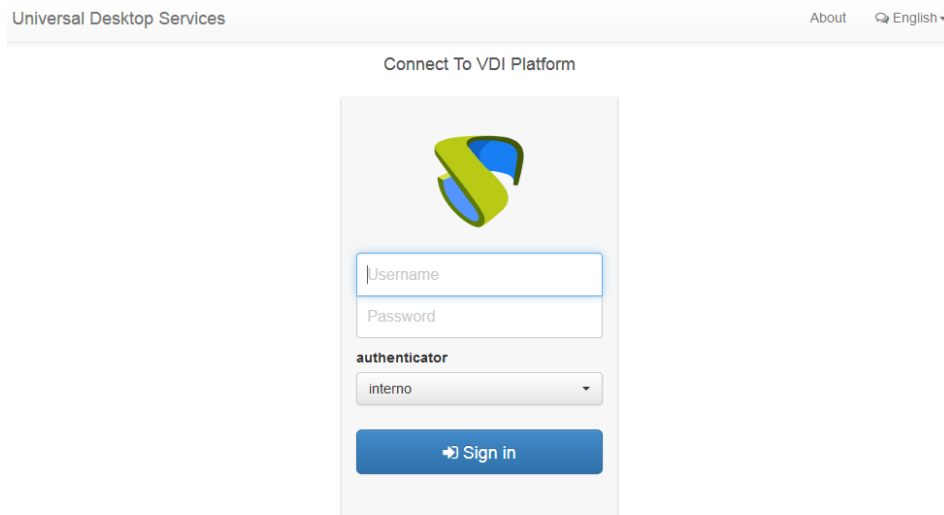 Universal Desktop Services About English
Connect To VDI Platform
Username
Password
authenticator
interno
Sign in